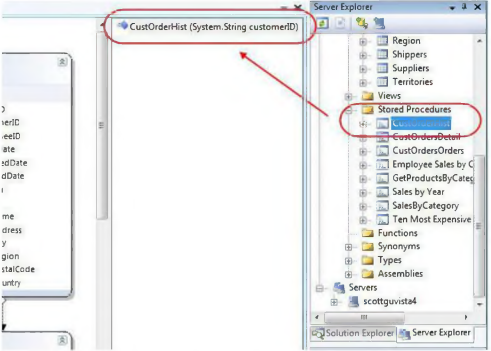 CustOrderHist (System.String customerID)
Server Explorer
Region
Shippers
Suppliers
Territories
Views
Stored Procedures
CustOrdersDetail
CustOrdersOrders
Employee Sales by C
GetProductsByCateg
Sales by Year
SalesByCategory
Ten Most Expensive
Functions
Synonyms
Types
Assemblies
Servers
scottguvista4
Solution Explorer
Server Explorer
D
nerID
eeID
ate
edDate
dDate
me
dress
y
gion
stalCode
untry